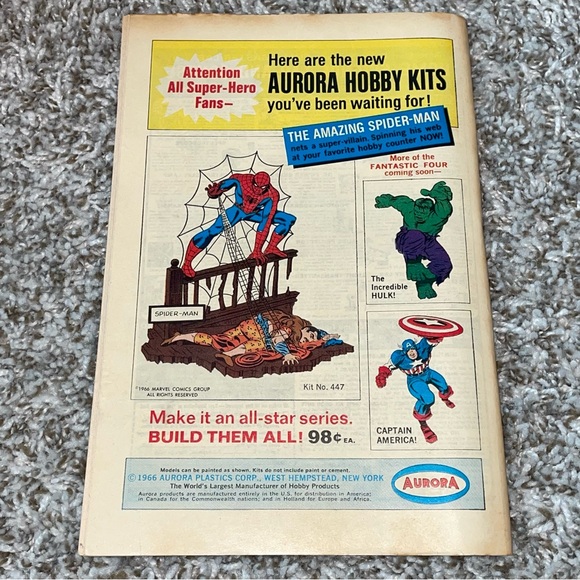 Attention
All Super-Hero
Fans—
Here are the new
AURORA HOBBY KITS
you've been waiting for!
THE AMAZING SPIDER-MAN
nets a super-villain. Spinning his web
at your favorite hobby counter NOW!
More of the
FANTASTIC FOUR
coming soon—
The
Incredible
HULK!
SPIDER-MAN
©1966 MARVEL COMICS GROUP
ALL RIGHTS RESERVED
Kit No. 447
CAPTAIN
AMERICA!
Make it an all-star series.
BUILD THEM ALL! 98¢ EA.
Models can be painted as shown. Kits do not include paint or cement.
©1966 AURORA PLASTICS CORP., WEST HEMPSTEAD, NEW YORK
The World's Largest Manufacturer of Hobby Products
Aurora products are manufactured entirely in the U.S. for distribution in America;
in Canada for the Commonwealth nations; and in Holland for Europe and Africa.
AURORA